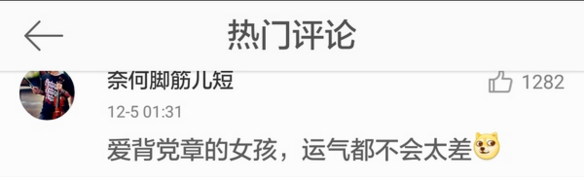 热门评论
奈何脚筋儿短
1282
12-5 01:31
爱背党章的女孩，运气都不会太差